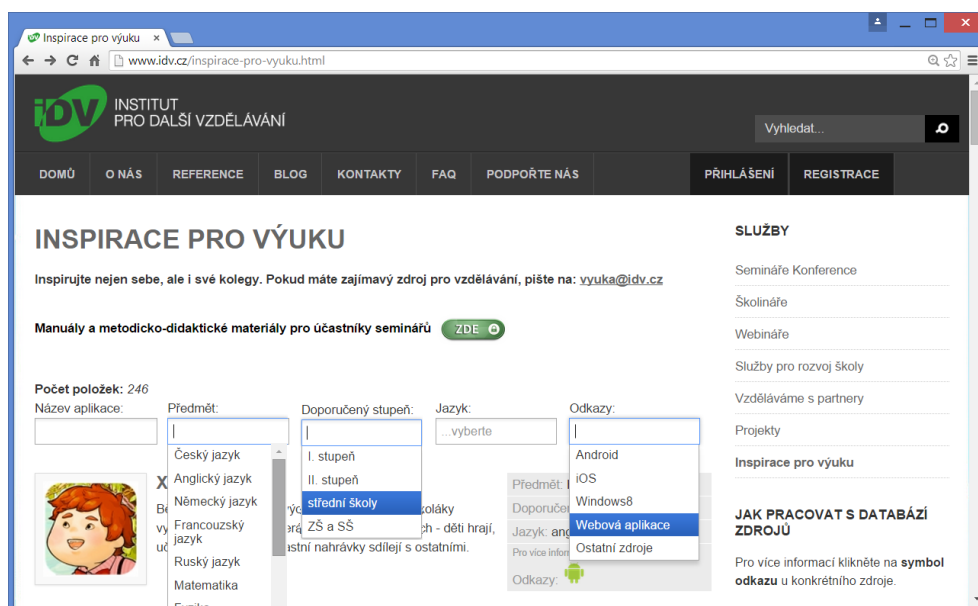 Inspirace pro výuku
www.idv.cz/inspirace-pro-vyuku.html
iDV
INSTITUT
PRO DALŠÍ VZDĚLÁVÁNÍ
Vyhledat...
DOMŮ O NÁS REFERENCE BLOG KONTAKTY FAQ PODPOŘTE NÁS PŘIHLÁŠENÍ REGISTRACE
INSPIRACE PRO VÝUKU
Inspirujte nejen sebe, ale i své kolegy. Pokud máte zajímavý zdroj pro vzdělávání, pište na: vyuka@idv.cz
Manuály a metodicko-didaktické materiály pro účastníky seminářů ZDE
Počet položek: 246
Název aplikace: Předmět: Doporučený stupeň: Jazyk: Odkazy:
...vyberte
Český jazyk
Anglický jazyk
Německý jazyk
Francouzský
jazyk
Ruský jazyk
Matematika
I. stupeň
II. stupeň
střední školy
ZŠ a SŠ
Android
iOS
Windows8
Webová aplikace
Ostatní zdroje
- děti hrají,
nahrávky sdílejí s ostatními.
Předmět:
Jazyk:
Odkazy:
SLUŽBY
Semináře Konference
Školináře
Webináře
Služby pro rozvoj školy
Vzděláváme s partnery
Projekty
Inspirace pro výuku
JAK PRACOVAT S DATABÁZÍ
ZDROJŮ
Pro více informací klikněte na symbol
odkazu u konkrétního zdroje.